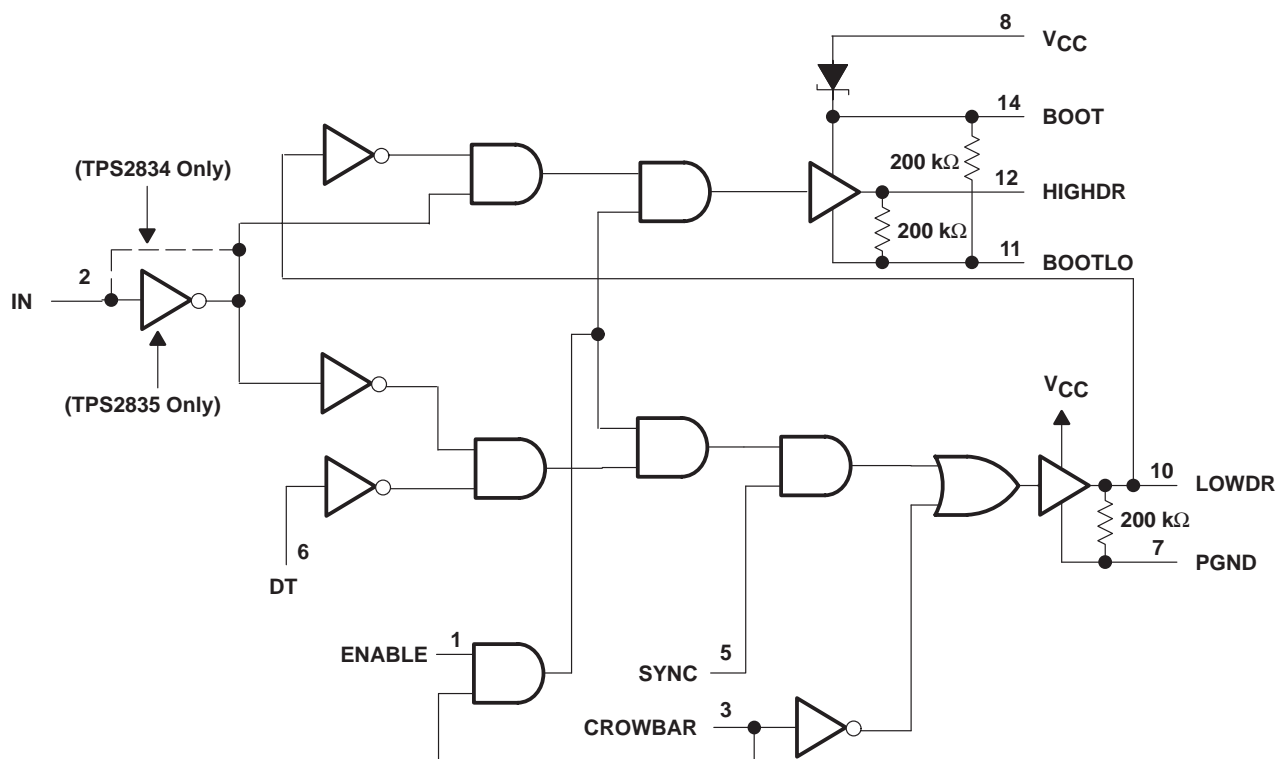 8 VCC
14 BOOT
(TPS2834 Only)
200 kΩ
12 HIGHDR
200 kΩ
11 BOOTLO
2
IN
(TPS2835 Only)
VCC
10 LOWDR
200 kΩ
7 PGND
6
DT
ENABLE 1
SYNC 5
CROWBAR 3